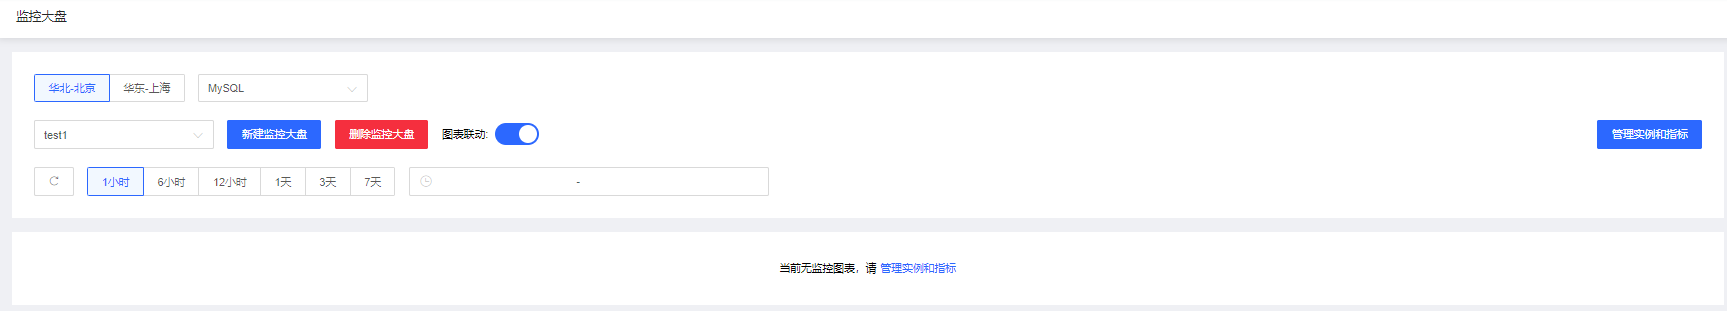 监控大盘
华北-北京 华东-上海 MySQL
test1 新建监控大盘 删除监控大盘 图表联动: 管理实例和指标
1小时 6小时 12小时 1天 3天 7天 -
当前无监控图表，请 管理实例和指标